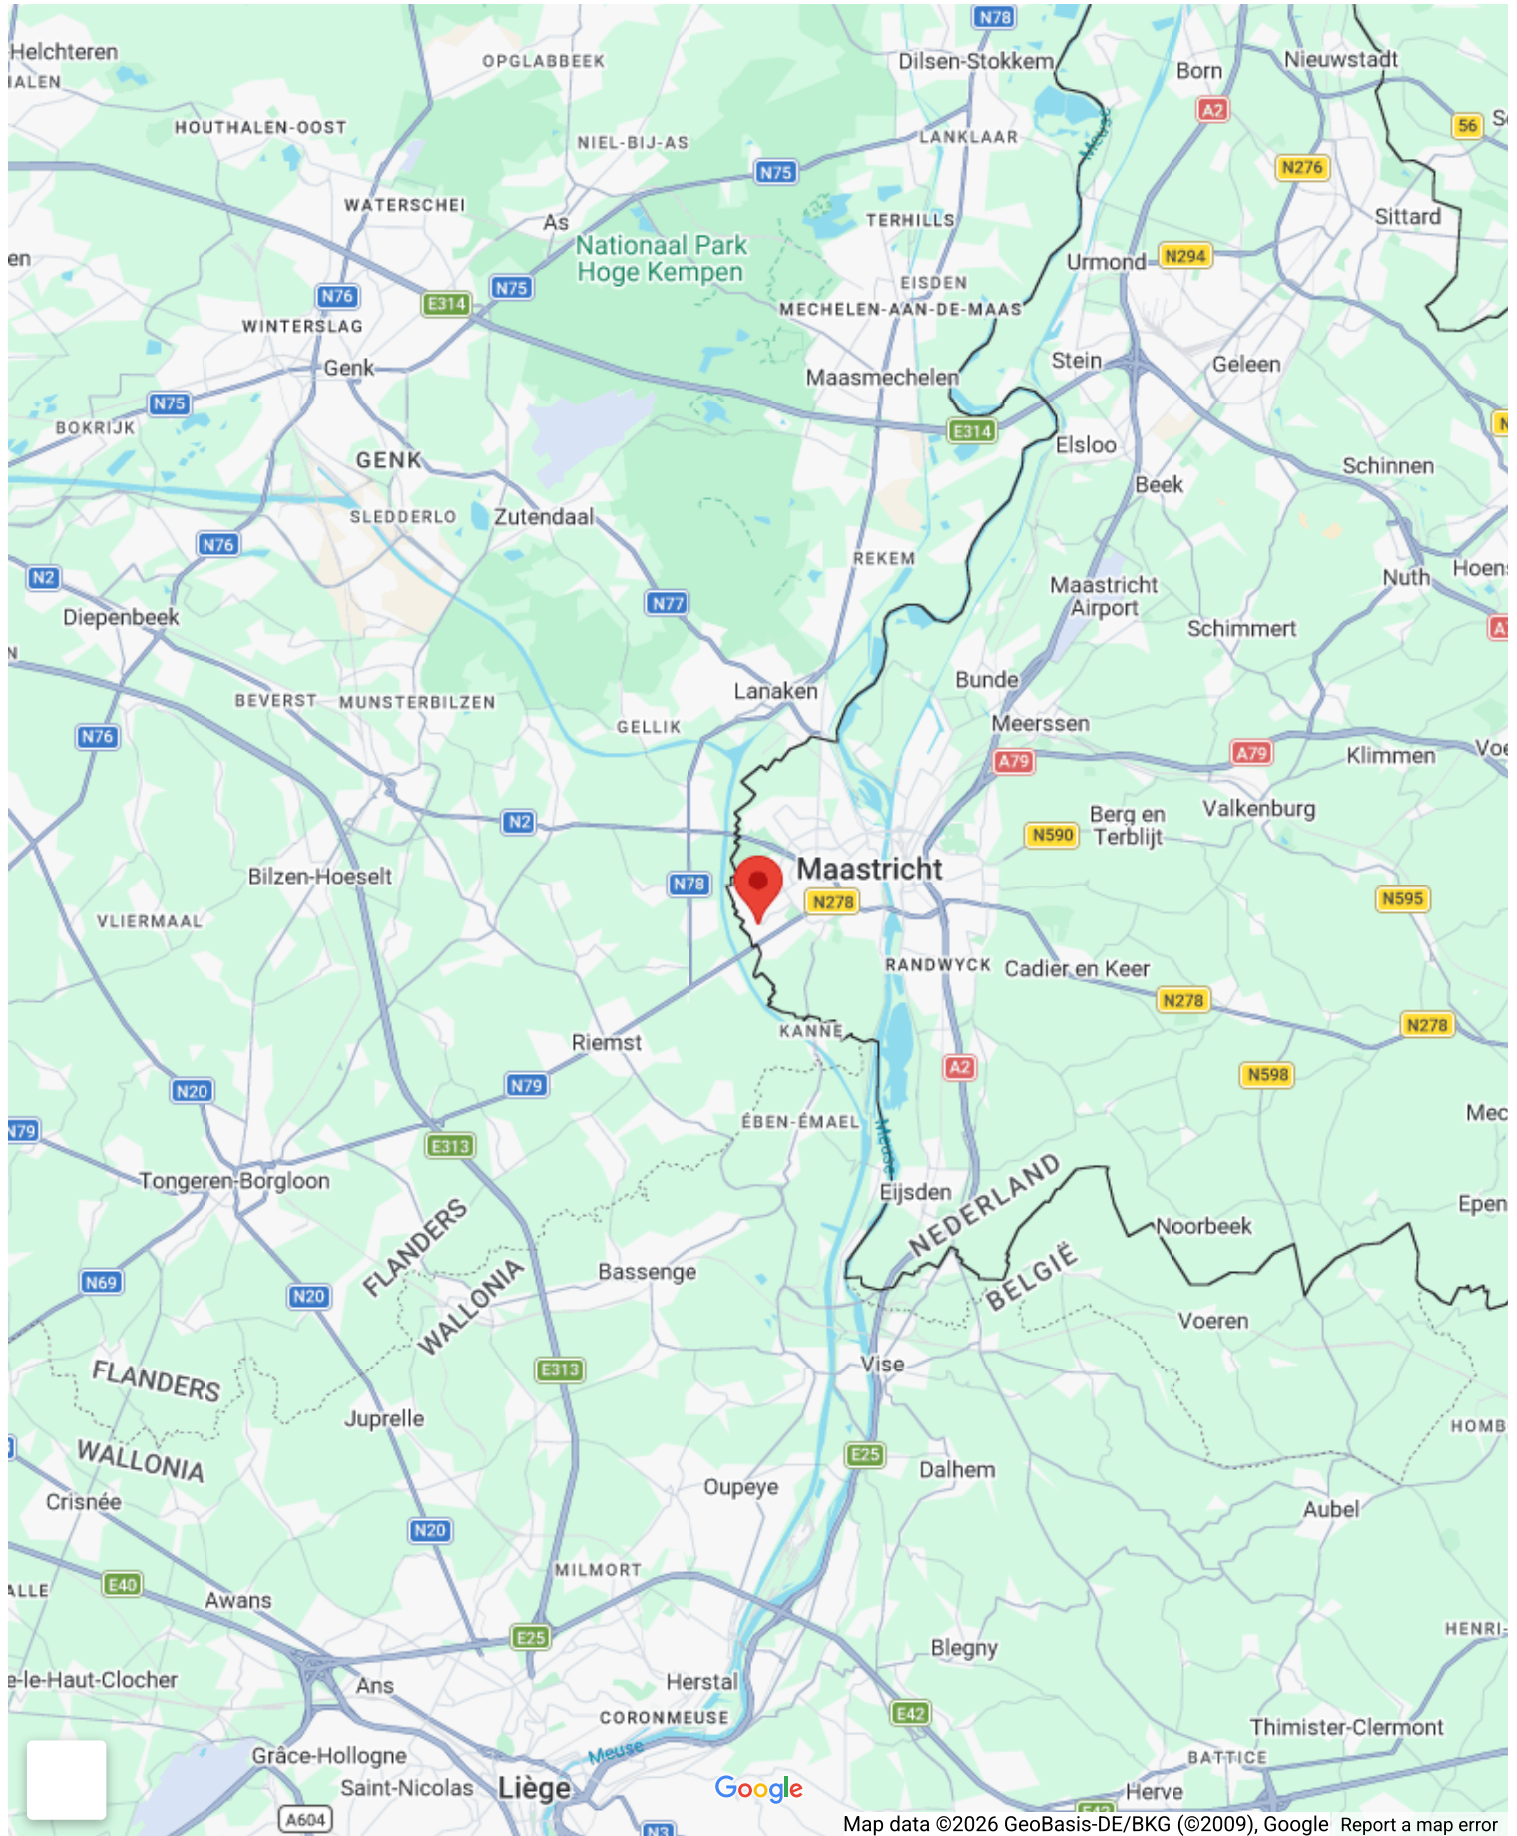 N78
Helchteren
OPGLABBEEK
Dilsen-Stokkem
Nieuwstadt
Born
A2
HOUTHALEN-OOST
NIEL-BIJ-AS
LANKLAAR
Meuse
56
N276
N75
WATERSCHEI
As
TERHILLS
Sittard
Nationaal Park
Hoge Kempen
Urmond
N294
EISDEN
N75
N76
E314
MECHELEN-AAN-DE-MAAS
WINTERSLAG
Genk
Stein
Geleen
Maasmechelen
N75
BOKRIJK
E314
Elsloo
GENK
Schinnen
Beek
SLEDDERLO
Zutendaal
N76
REKEM
N2
Maastricht
Airport
Nuth
Diepenbeek
N77
Schimmert
Lanaken
Bunde
BEVERST
MUNSTERBILZEN
GELLIK
Meerssen
N76
A79
A79
Klimmen
Valkenburg
Berg en
Terblijt
N2
N590
Maastricht
Bilzen-Hoeselt
N78
N278
N595
VLIERMAAL
RANDWYCK
Cadier en Keer
N278
N278
KANNE
Riemst
A2
N598
N20
N79
ÉBEN-ÉMAEL
N79
Meuse
E313
Tongeren-Borgloon
Eijsden
NEDERLAND
Noorbeek
FLANDERS
WALLONIA
Bassenge
BELGIË
N69
N20
Voeren
E313
Vise
FLANDERS
Juprelle
WALLONIA
E25
Dalhem
Oupeye
Crisnée
Aubel
N20
MILMORT
E40
Awans
E25
Blegny
Herstal
Ans
CORONMEUSE
E42
Thimister-Clermont
Meuse
Grâce-Hollogne
BATTICE
Saint-Nicolas
Liège
Google
Herve
A604
N3
Map data ©2026 GeoBasis-DE/BKG (©2009), Google
Report a map error